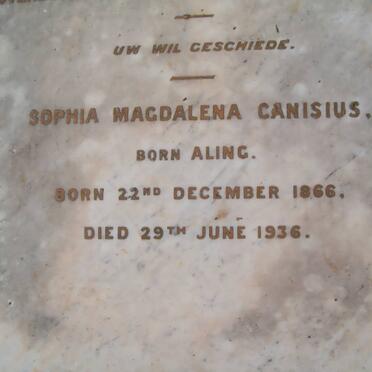 UW WIL GESCHIEDE.
SOPHIA MAGDALENA CANISIUS,
BORN ALING.
BORN 22ND DECEMBER 1866,
DIED 29TH JUNE 1936.